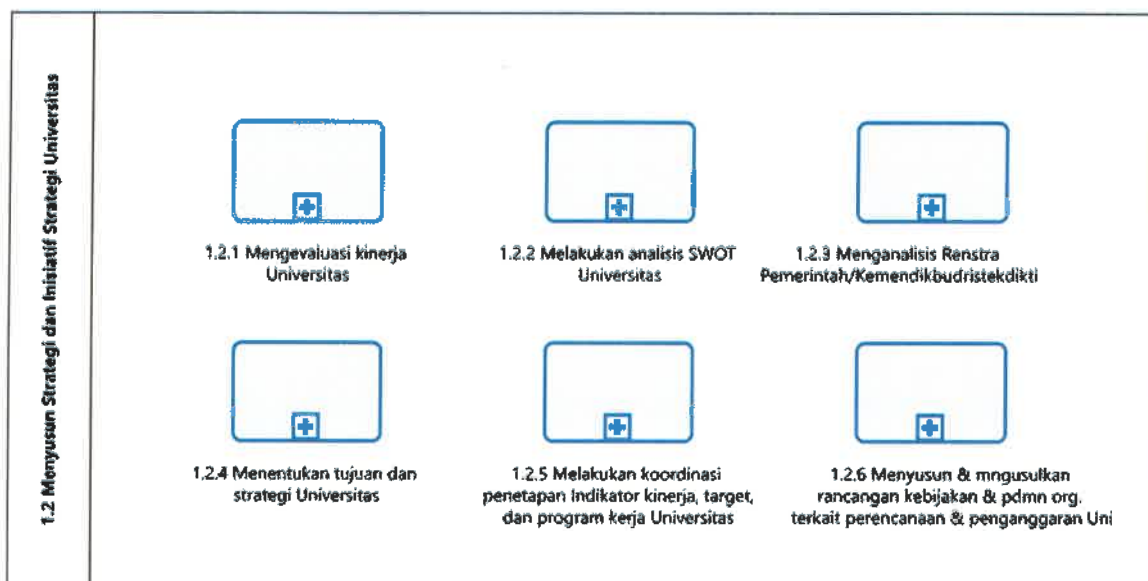 1.2 Menyusun Strategi dan Inisiatif Strategi Universitas
1.2.1 Mengevaluasi kinerja
Universitas
1.2.2 Melakukan analisis SWOT
Universitas
1.2.3 Menganalisis Renstra
Pemerintah/Kemendikbudristekdikti
1.2.4 Menentukan tujuan dan
strategi Universitas
1.2.5 Melakukan koordinasi
penetapan Indikator kinerja, target,
dan program kerja Universitas
1.2.6 Menyusun & mngusulkan
rancangan kebijakan & pdmn org.
terkait perencanaan & penganggaran Uni